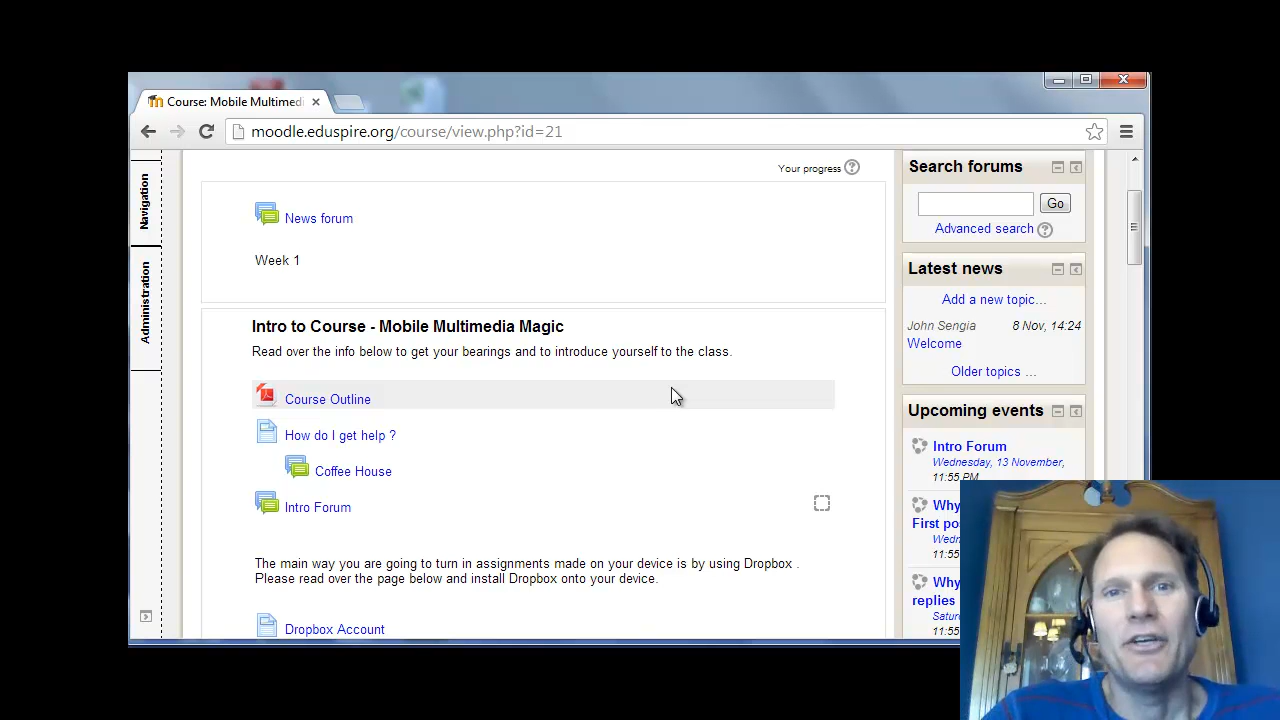 Course: Mobile Multimedi
moodle.eduspire.org/course/view.php?id=21
Navigation
Administration
Your progress
News forum
Week 1
Intro to Course - Mobile Multimedia Magic
Read over the info below to get your bearings and to introduce yourself to the class.
Course Outline
How do I get help ?
Coffee House
Intro Forum
The main way you are going to turn in assignments made on your device is by using Dropbox .
Please read over the page below and install Dropbox onto your device.
Dropbox Account
Search forums
Go
Advanced search
Latest news
Add a new topic...
John Sengia 8 Nov, 14:24
Welcome
Older topics ...
Upcoming events
Intro Forum
Wednesday, 13 November,
11:55 PM
Why
First po
Wedn
11:55
Why
replies
Satur
11:55